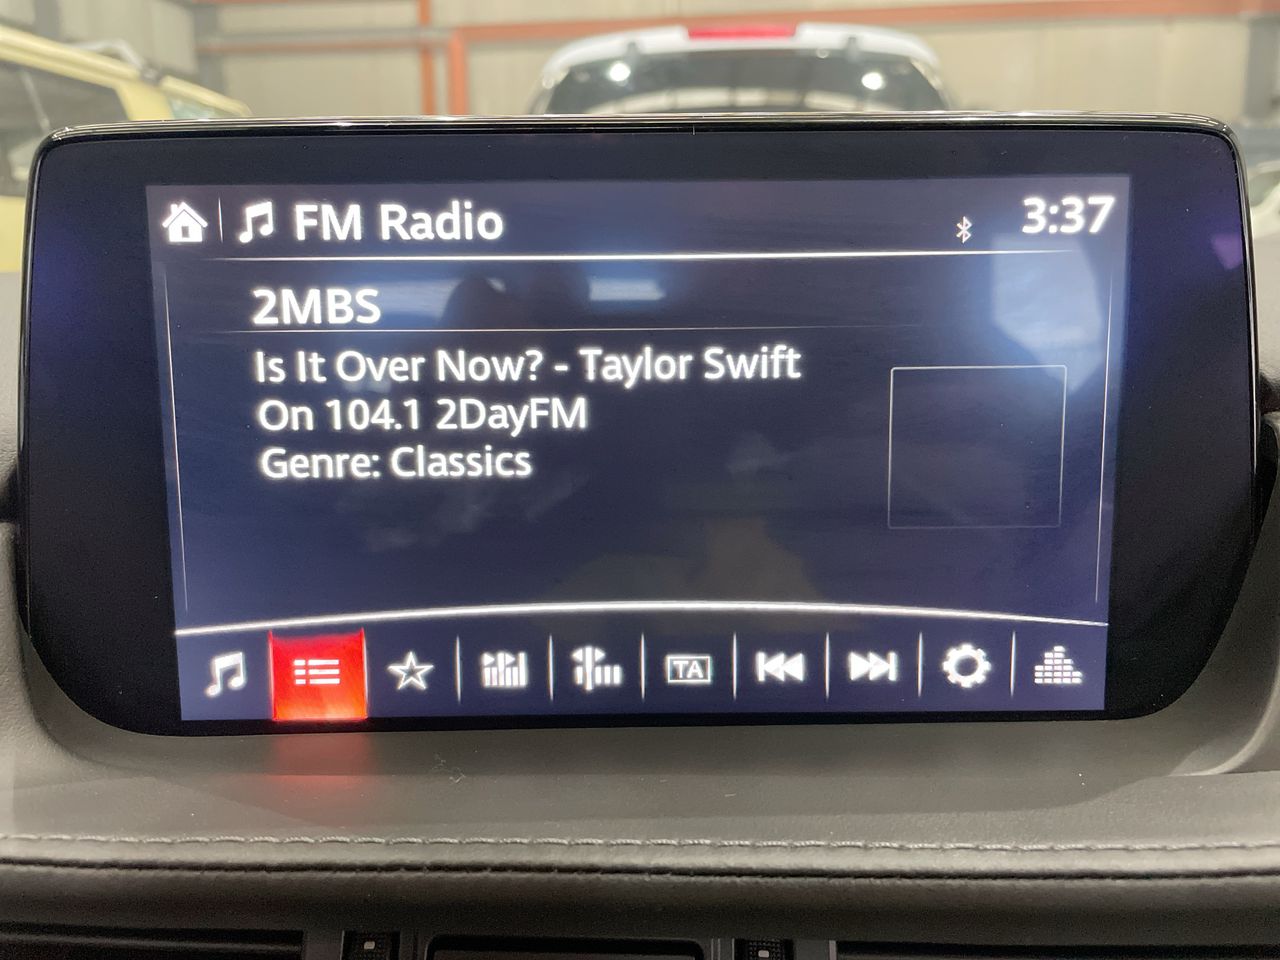 FM Radio
3:37
2MBS
Is It Over Now? - Taylor Swift
On 104.1 2DayFM
Genre: Classics
TA